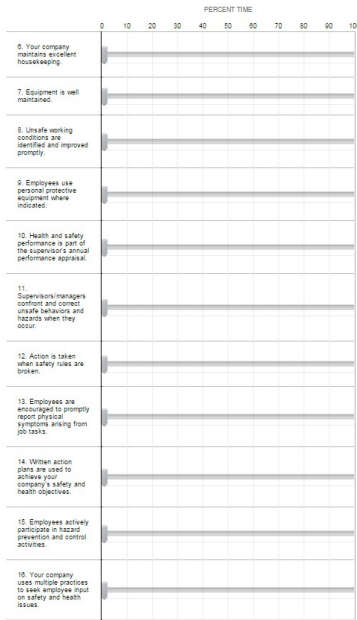 PERCENT TIME
0 10 20 30 40 50 60 70 80 90 10
6. Your company
maintains excellent
housekeeping.
7. Equipment is well
maintained.
8. Unsafe working
conditions are
identified and improved
promptly.
9. Employees use
personal protective
equipment where
indicated.
10. Health and safety
performance is part of
the supervisor's annual
performance appraisal.
11.
Supervisors/managers
confront and correct
unsafe behaviors and
hazards when they
occur.
12. Action is taken
when safety rules are
broken.
13. Employees are
encouraged to promptly
report physical
symptoms arising from
job tasks.
14. Written action
plans are used to
achieve your
company's safety and
health objectives.
15. Employees actively
participate in hazard
prevention and control
activities.
16. Your company
uses multiple practices
to seek employee input
on safety and health
issues.